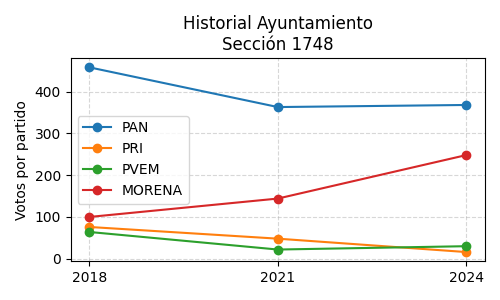 Historial Ayuntamiento
Sección 1748
Votos por partido
400
300
200
100
0
PAN
PRI
PVEM
MORENA
2018
2021
2024